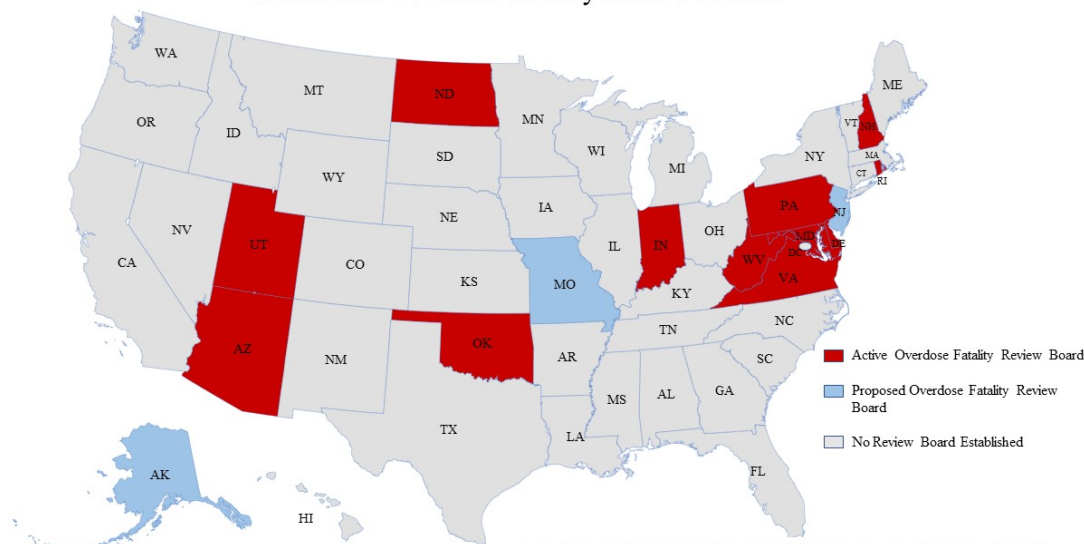 WA
MT
ND
MN
ME
OR
ID
SD
WI
MI
VT
NH
NY
MA
CT
RI
WY
NE
IA
PA
NJ
NV
UT
CO
IL
IN
OH
MD
DE
DC
WV
VA
CA
KS
MO
KY
AZ
NM
OK
AR
TN
NC
SC
MS
AL
GA
TX
LA
FL
AK
HI
Active Overdose Fatality Review Board
Proposed Overdose Fatality Review
Board
No Review Board Established